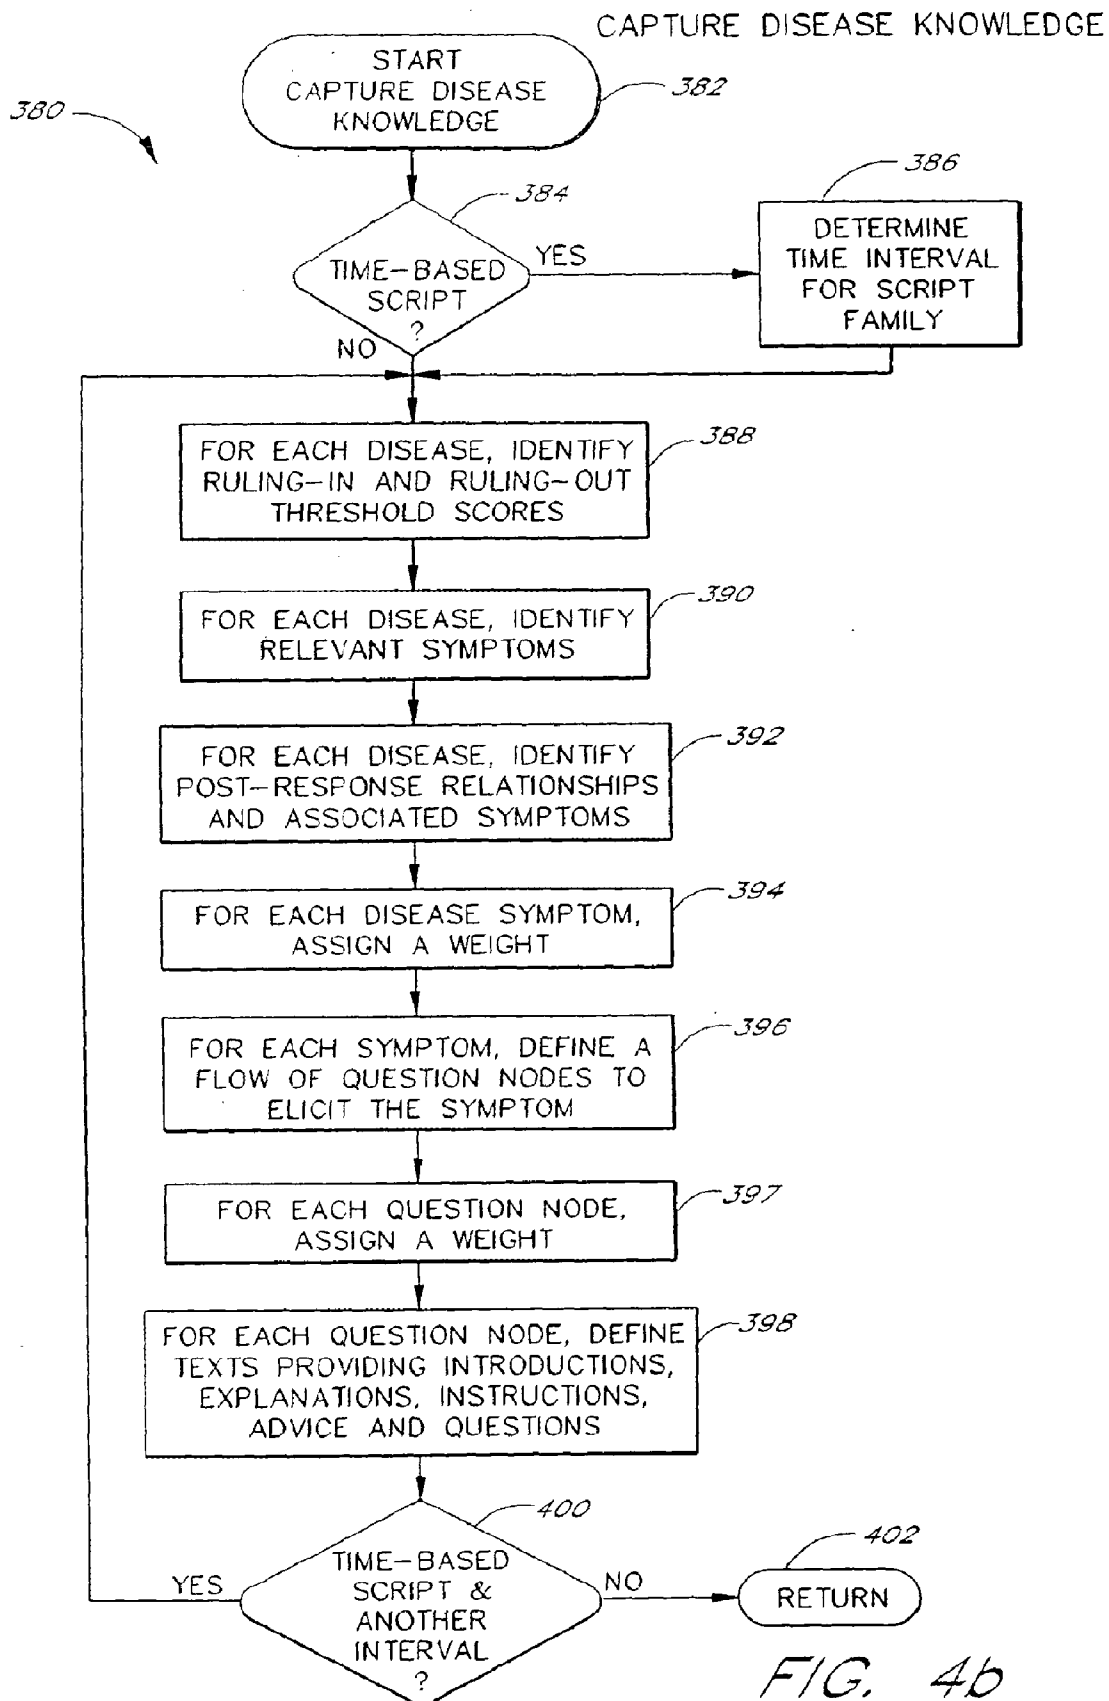 CAPTURE DISEASE KNOWLEDGE
START
CAPTURE DISEASE
KNOWLEDGE
382
380
384
386
TIME-BASED
SCRIPT
?
YES
NO
DETERMINE
TIME INTERVAL
FOR SCRIPT
FAMILY
FOR EACH DISEASE, IDENTIFY
RULING-IN AND RULING-OUT
THRESHOLD SCORES
388
FOR EACH DISEASE, IDENTIFY
RELEVANT SYMPTOMS
390
FOR EACH DISEASE, IDENTIFY
POST-RESPONSE RELATIONSHIPS
AND ASSOCIATED SYMPTOMS
392
FOR EACH DISEASE SYMPTOM,
ASSIGN A WEIGHT
394
FOR EACH SYMPTOM, DEFINE A
FLOW OF QUESTION NODES TO
ELICIT THE SYMPTOM
396
FOR EACH QUESTION NODE,
ASSIGN A WEIGHT
397
FOR EACH QUESTION NODE, DEFINE
TEXTS PROVIDING INTRODUCTIONS,
EXPLANATIONS, INSTRUCTIONS,
ADVICE AND QUESTIONS
398
400
TIME-BASED
SCRIPT &
ANOTHER
INTERVAL
?
YES
NO
402
RETURN
FIG. 4b